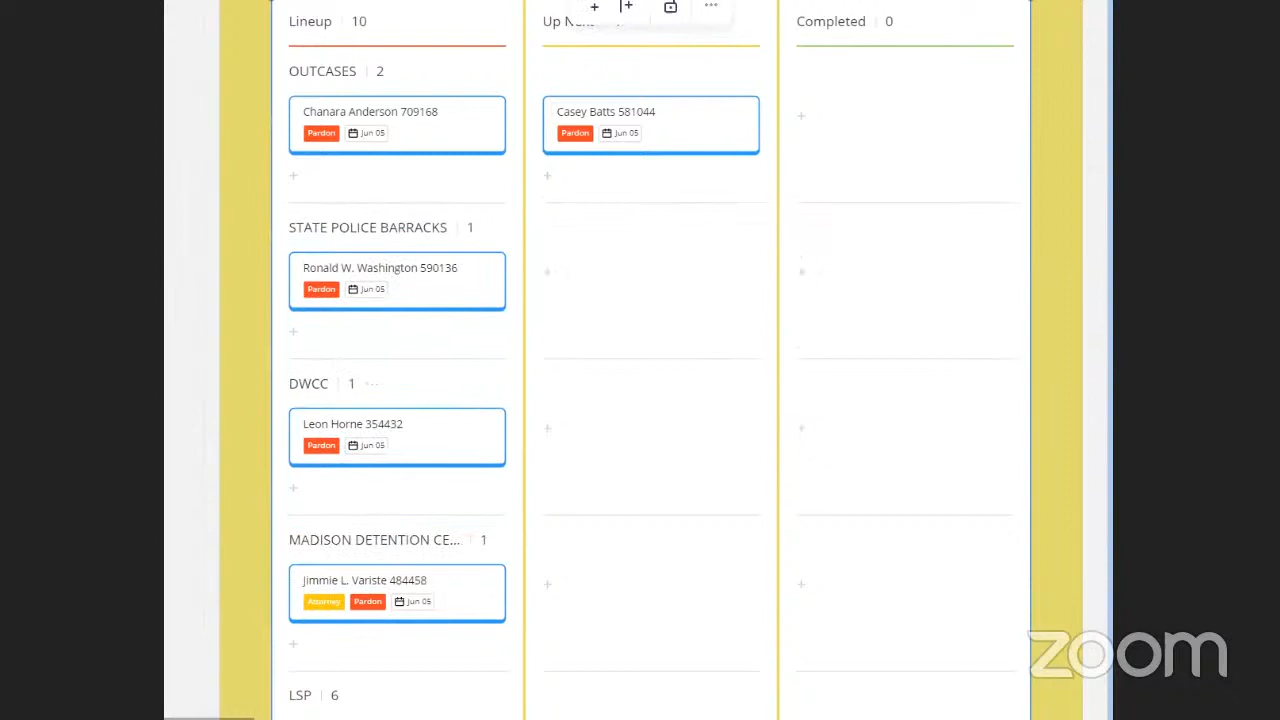 Lineup 10
Up
Completed 0
OUTCASES 2
Chanara Anderson 709168
Pardon Jun 05
Casey Batts 581044
Pardon Jun 05
STATE POLICE BARRACKS 1
Ronald W. Washington 590136
Pardon Jun 05
DWCC 1 ...
Leon Horne 354432
Pardon Jun 05
MADISON DETENTION CE... 1
Jimmie L. Variste 484458
Attorney Pardon Jun 05
LSP 6
zoom